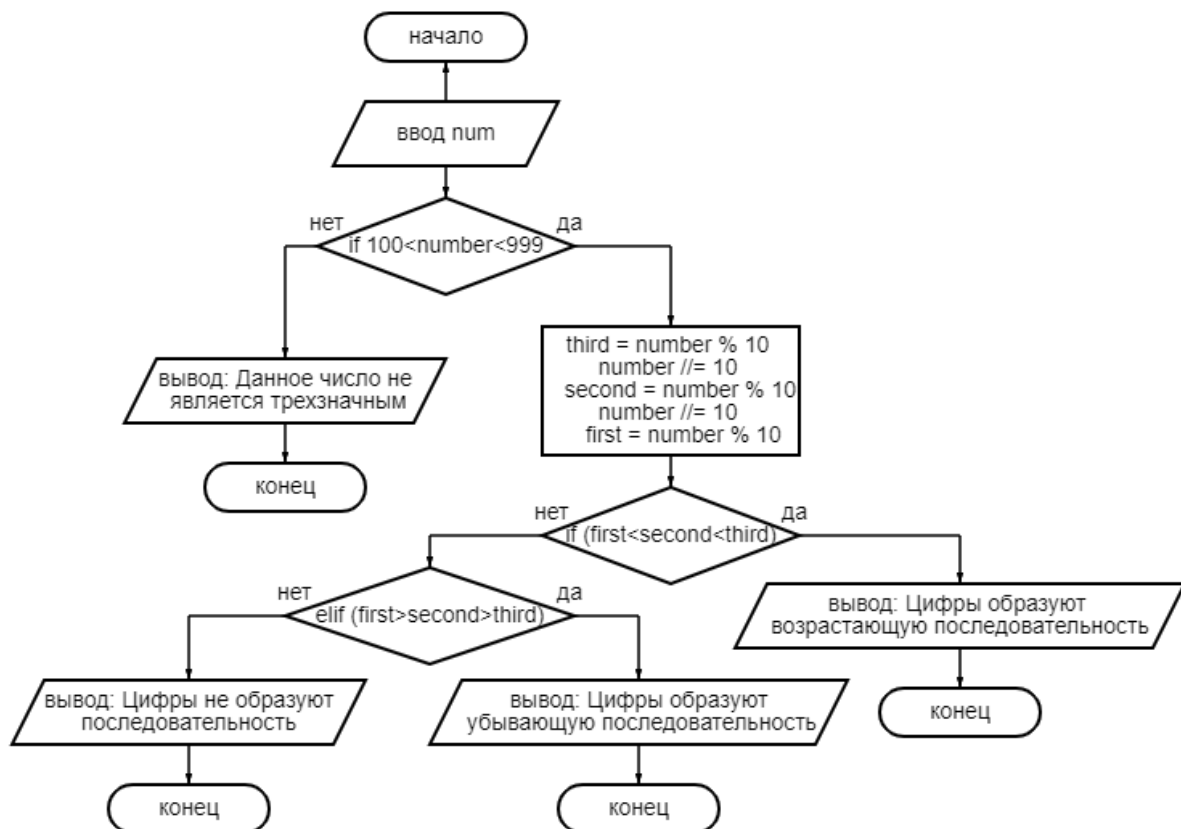 начало
ввод num
нет
да
if 100<number<999
third = number % 10
number //= 10
second = number % 10
number //= 10
first = number % 10
вывод: Данное число не
является трехзначным
конец
нет
да
if (first<second<third)
нет
да
elif (first>second>third)
вывод: Цифры образуют
возрастающую последовательность
вывод: Цифры не образуют
последовательность
вывод: Цифры образуют
убывающую последовательность
конец
конец
конец